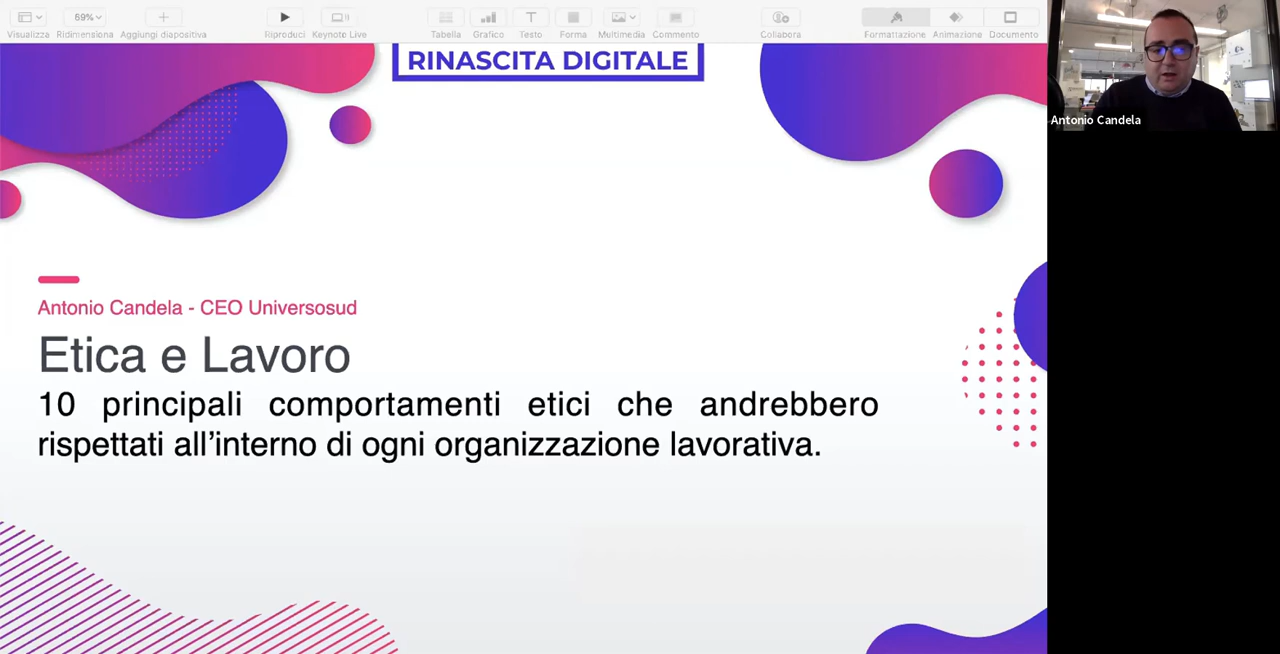 69%
Visualizza Ridimensiona Aggiungi diapositiva Riproduci Keynote Live Tabella Grafico Testo Forma Multimedia Commento Collabora Formattazione Animazione Documento
RINASCITA DIGITALE
Antonio Candela
Antonio Candela - CEO Universosud
Etica e Lavoro
10 principali comportamenti etici che andrebbero
rispettati all’interno di ogni organizzazione lavorativa.